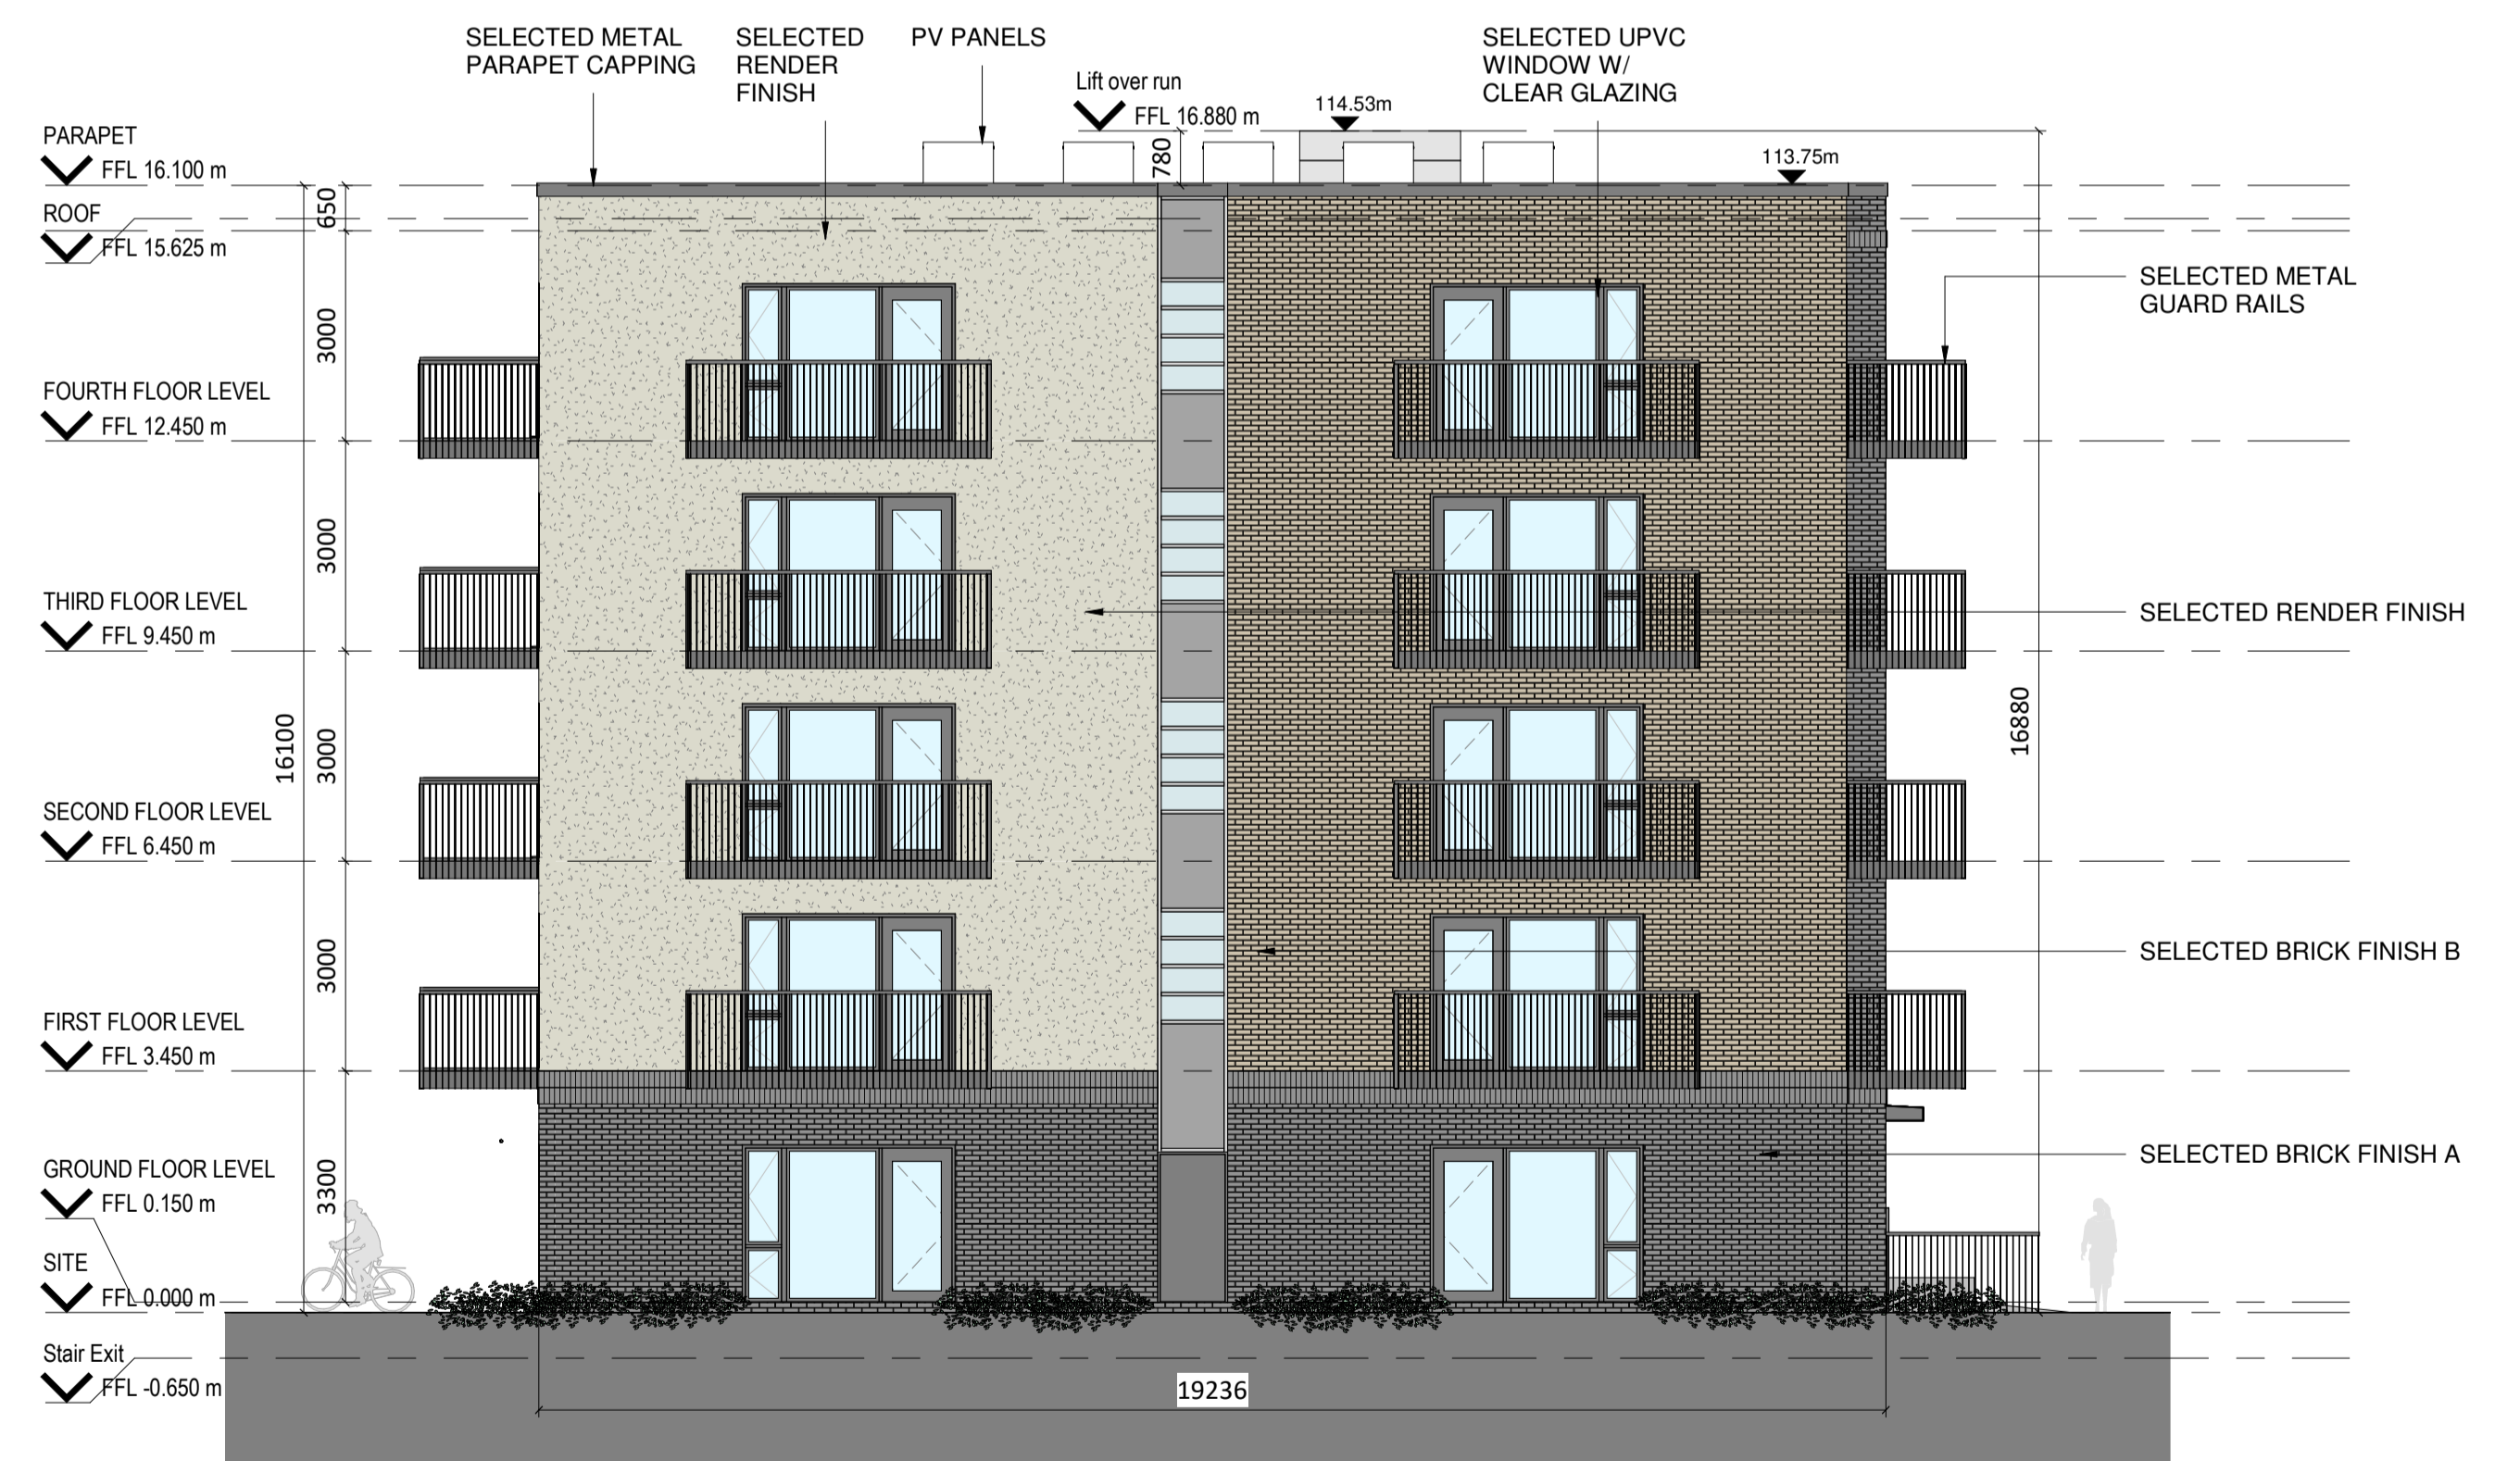 SELECTED METAL
PARAPET CAPPING
SELECTED
RENDER
FINISH
PV PANELS
Lift over run
FFL 16.880 m
114.53m
SELECTED UPVC
WINDOW W/
CLEAR GLAZING
113.75m
780
PARAPET
FFL 16.100 m
650
ROOF
FFL 15.625 m
SELECTED METAL
GUARD RAILS
3000
FOURTH FLOOR LEVEL
FFL 12.450 m
3000
THIRD FLOOR LEVEL
FFL 9.450 m
SELECTED RENDER FINISH
16100
3000
16880
SECOND FLOOR LEVEL
FFL 6.450 m
3000
SELECTED BRICK FINISH B
FIRST FLOOR LEVEL
FFL 3.450 m
SELECTED BRICK FINISH A
3300
GROUND FLOOR LEVEL
FFL 0.150 m
SITE
FFL 0.000 m
Stair Exit
FFL -0.650 m
19236